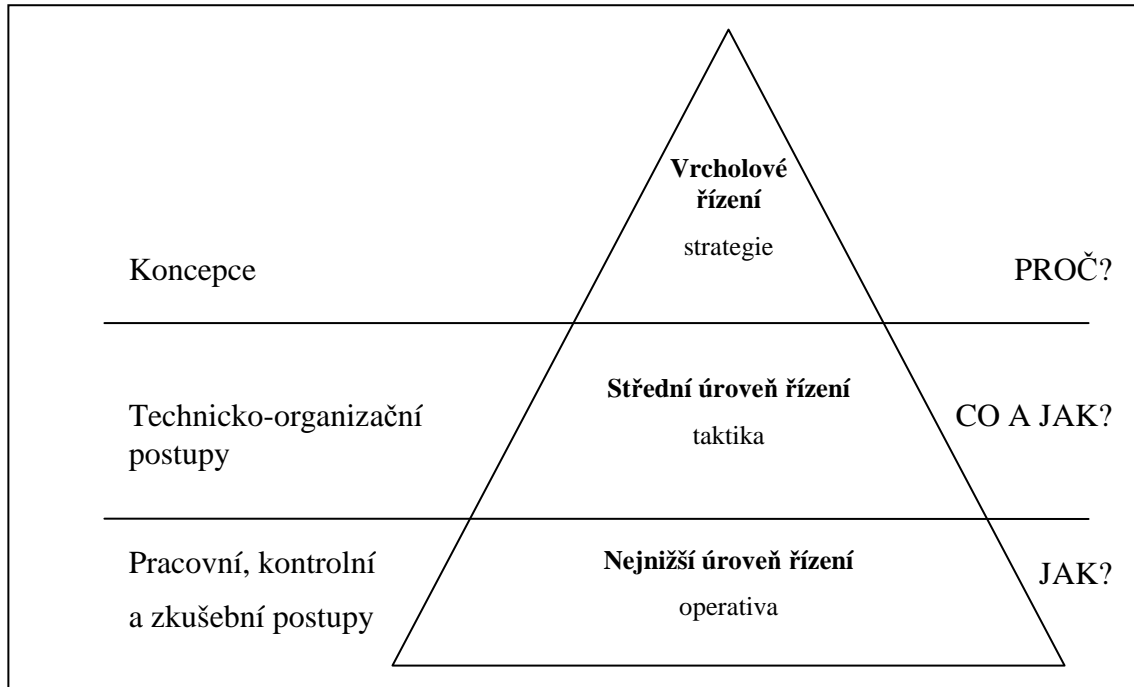 Vrcholové
řízení
strategie
Koncepce
PROČ?
Střední úroveň řízení
taktika
Technicko-organizační
postupy
CO A JAK?
Pracovní, kontrolní
a zkušební postupy
Nejnižší úroveň řízení
operativa
JAK?